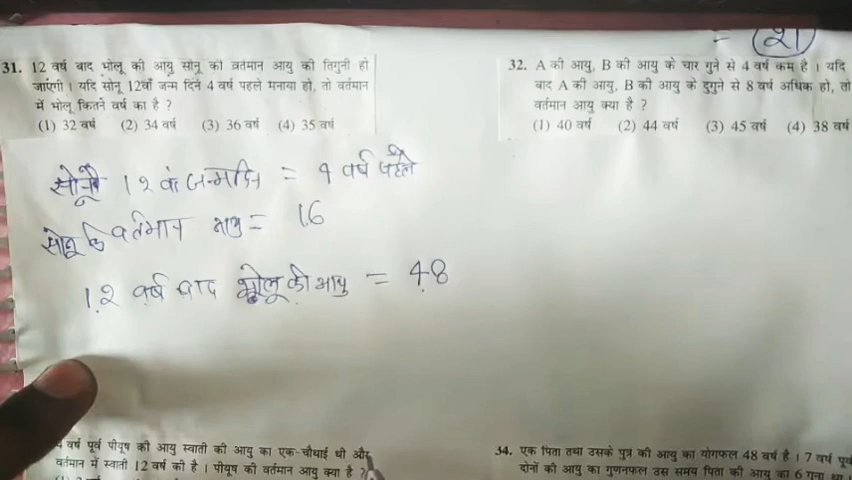 = (21)
31. 12 वर्ष बाद भोलू की आयु सोनू की वर्तमान आयु की तिगुनी हो
जाएगी । यदि सोनू 12वाँ जन्म दिन 4 वर्ष पहले मनाया हो, तो वर्तमान
में भोलू कितने वर्ष का है ?
(1) 32 वर्ष (2) 34 वर्ष (3) 36 वर्ष (4) 35 वर्ष
सोनू 12 वां जन्मदिन = 4 वर्ष पहले
सोनू कि वर्तमान आयु = 16
12 वर्ष बाद भोलू की आयु = 48
वर्ष पूर्व पीयूष की आयु स्वाती की आयु का एक-चौथाई थी और
वर्तमान में स्वाती 12 वर्ष की है । पीयूष की वर्तमान आयु क्या है ?
32. A की आयु, B की आयु के चार गुने से 4 वर्ष कम है । यदि
बाद A की आयु, B की आयु के दुगुने से 8 वर्ष अधिक हो, तो
वर्तमान आयु क्या है ?
(1) 40 वर्ष (2) 44 वर्ष (3) 45 वर्ष (4) 38 वर्ष
34. एक पिता तथा उसके पुत्र की आयु का योगफल 48 वर्ष है । 7 वर्ष पूर्व
दोनों की आयु का गुणनफल उस समय पिता की आयु का 6 गुना था ।